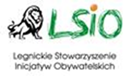 LSIO
Legnickie Stowarzyszenie
Inicjatyw Obywatelskich